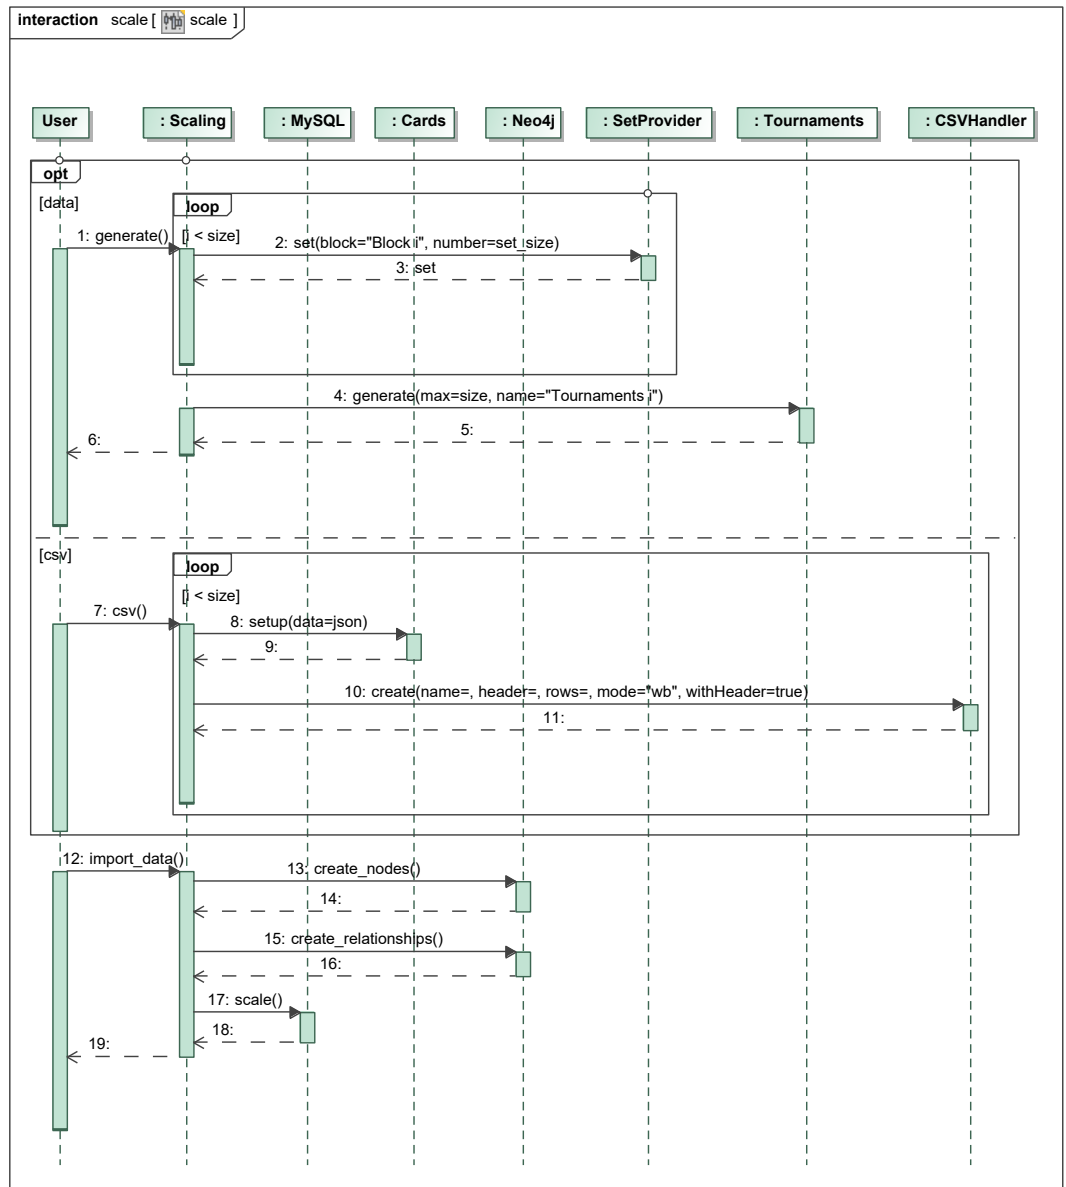 interaction scale [ scale ]
User
: Scaling
: MySQL
: Cards
: Neo4j
: SetProvider
: Tournaments
: CSVHandler
opt
[data]
loop
[i < size]
1: generate()
2: set(block="Block i", number=set_size)
3: set
4: generate(max=size, name="Tournaments i")
5:
6:
[csv]
loop
[i < size]
7: csv()
8: setup(data=json)
9:
10: create(name=, header=, rows=, mode="wb", withHeader=true)
11:
12: import_data()
13: create_nodes()
14:
15: create_relationships()
16:
17: scale()
18:
19: